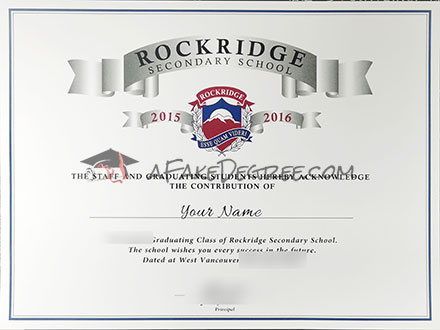 ROCKRIDGE
SECONDARY SCHOOL
ROCKRIDGE
2015 2016
ESSE QUAM VIDERI
AFAKEDEGREE.COM
THE STAFF AND GRADUATING STUDENTS HEREBY ACKNOWLEDGE
THE CONTRIBUTION OF
Your Name
Graduating Class of Rockridge Secondary School.
The school wishes you every success in the future.
Dated at West Vancouver
Principal